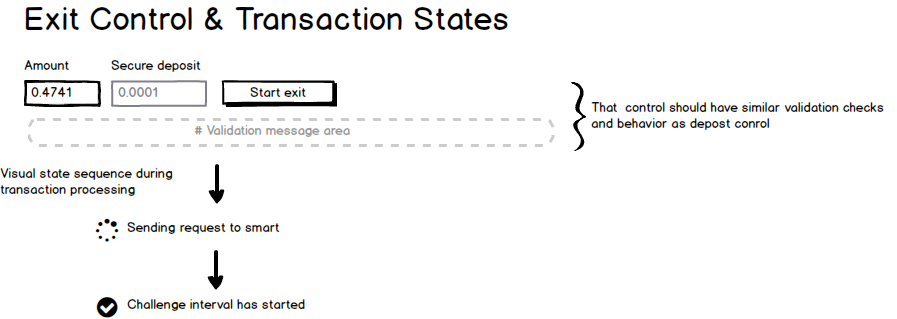 Exit Control & Transaction States
Amount
Secure deposit
0.4741
0.0001
Start exit
# Validation message area
That control should have similar validation checks
and behavior as depost conrol
Visual state sequence during
transaction processing
Sending request to smart
Challenge interval has started